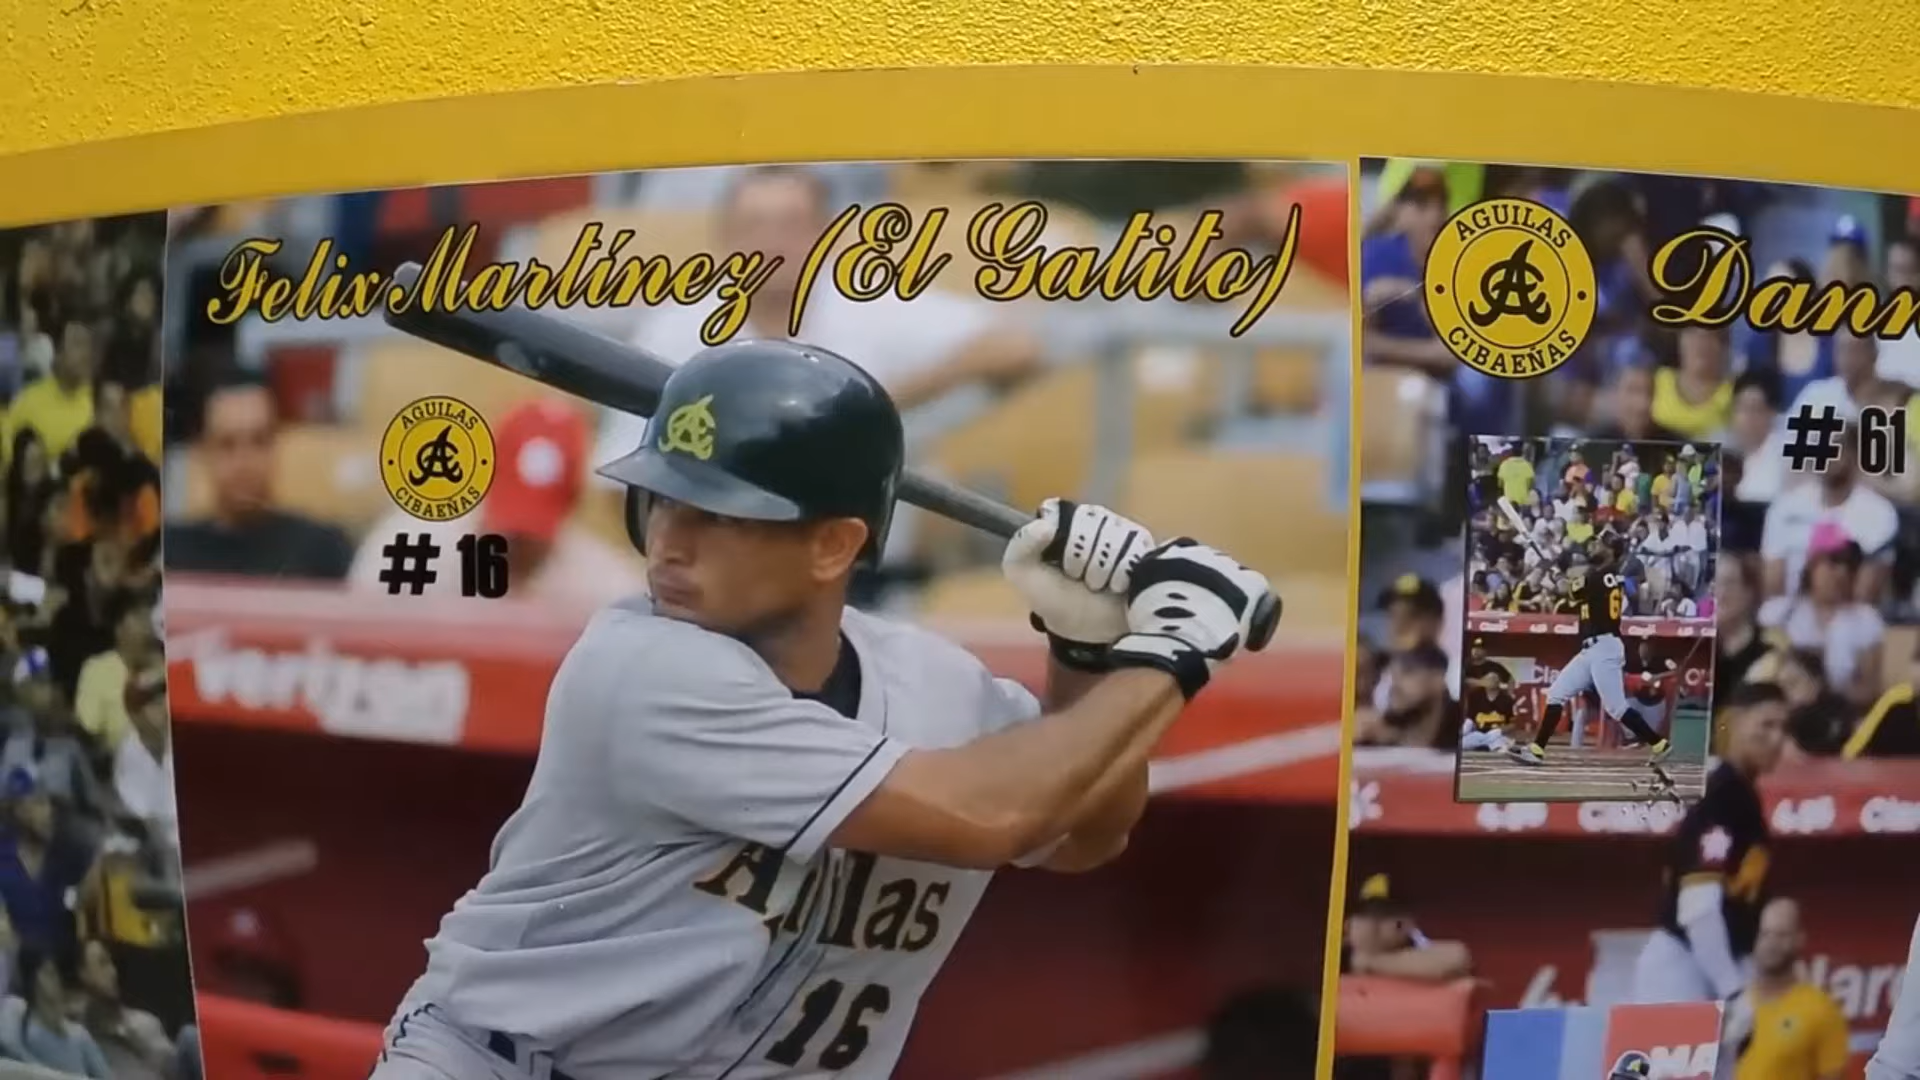 Felix Martínez (El Gatito)
AGUILAS
CIBAEÑAS
# 16
verizon
Aguilas
16
AGUILAS
CIBAEÑAS
Dann
# 61